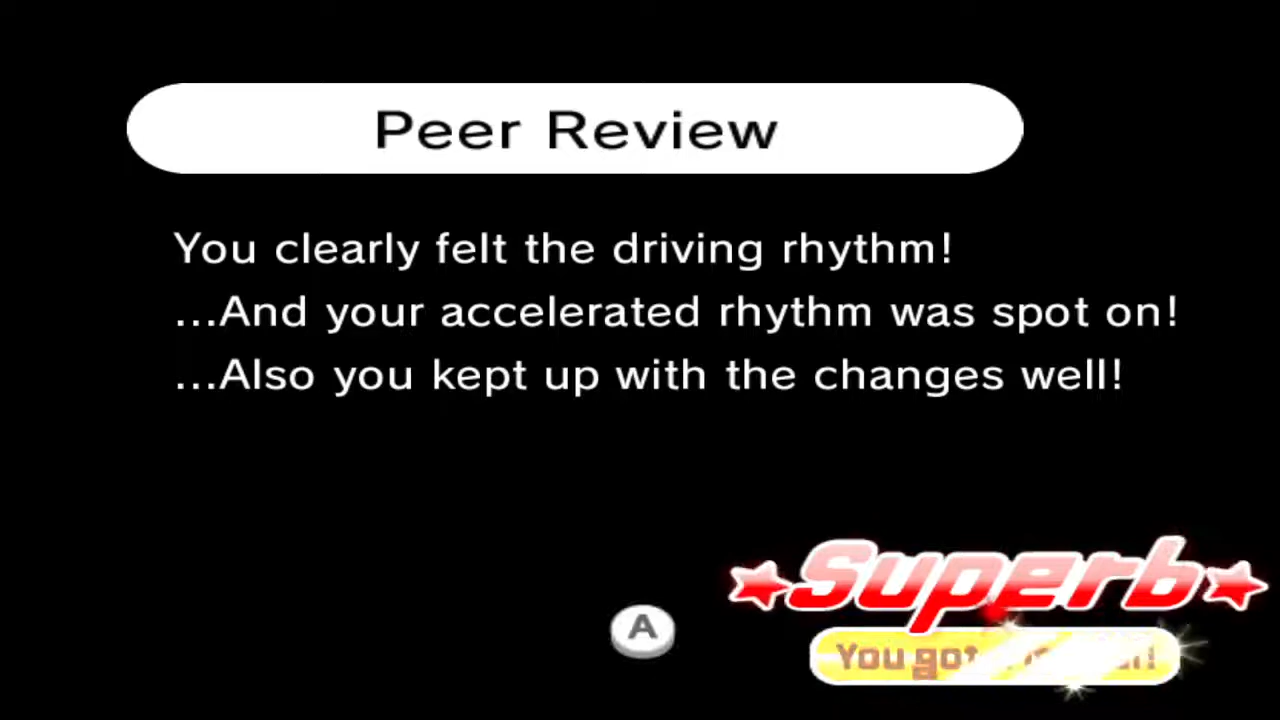 Peer Review
You clearly felt the driving rhythm!
...And your accelerated rhythm was spot on!
...Also you kept up with the changes well!
Superb
A
You got